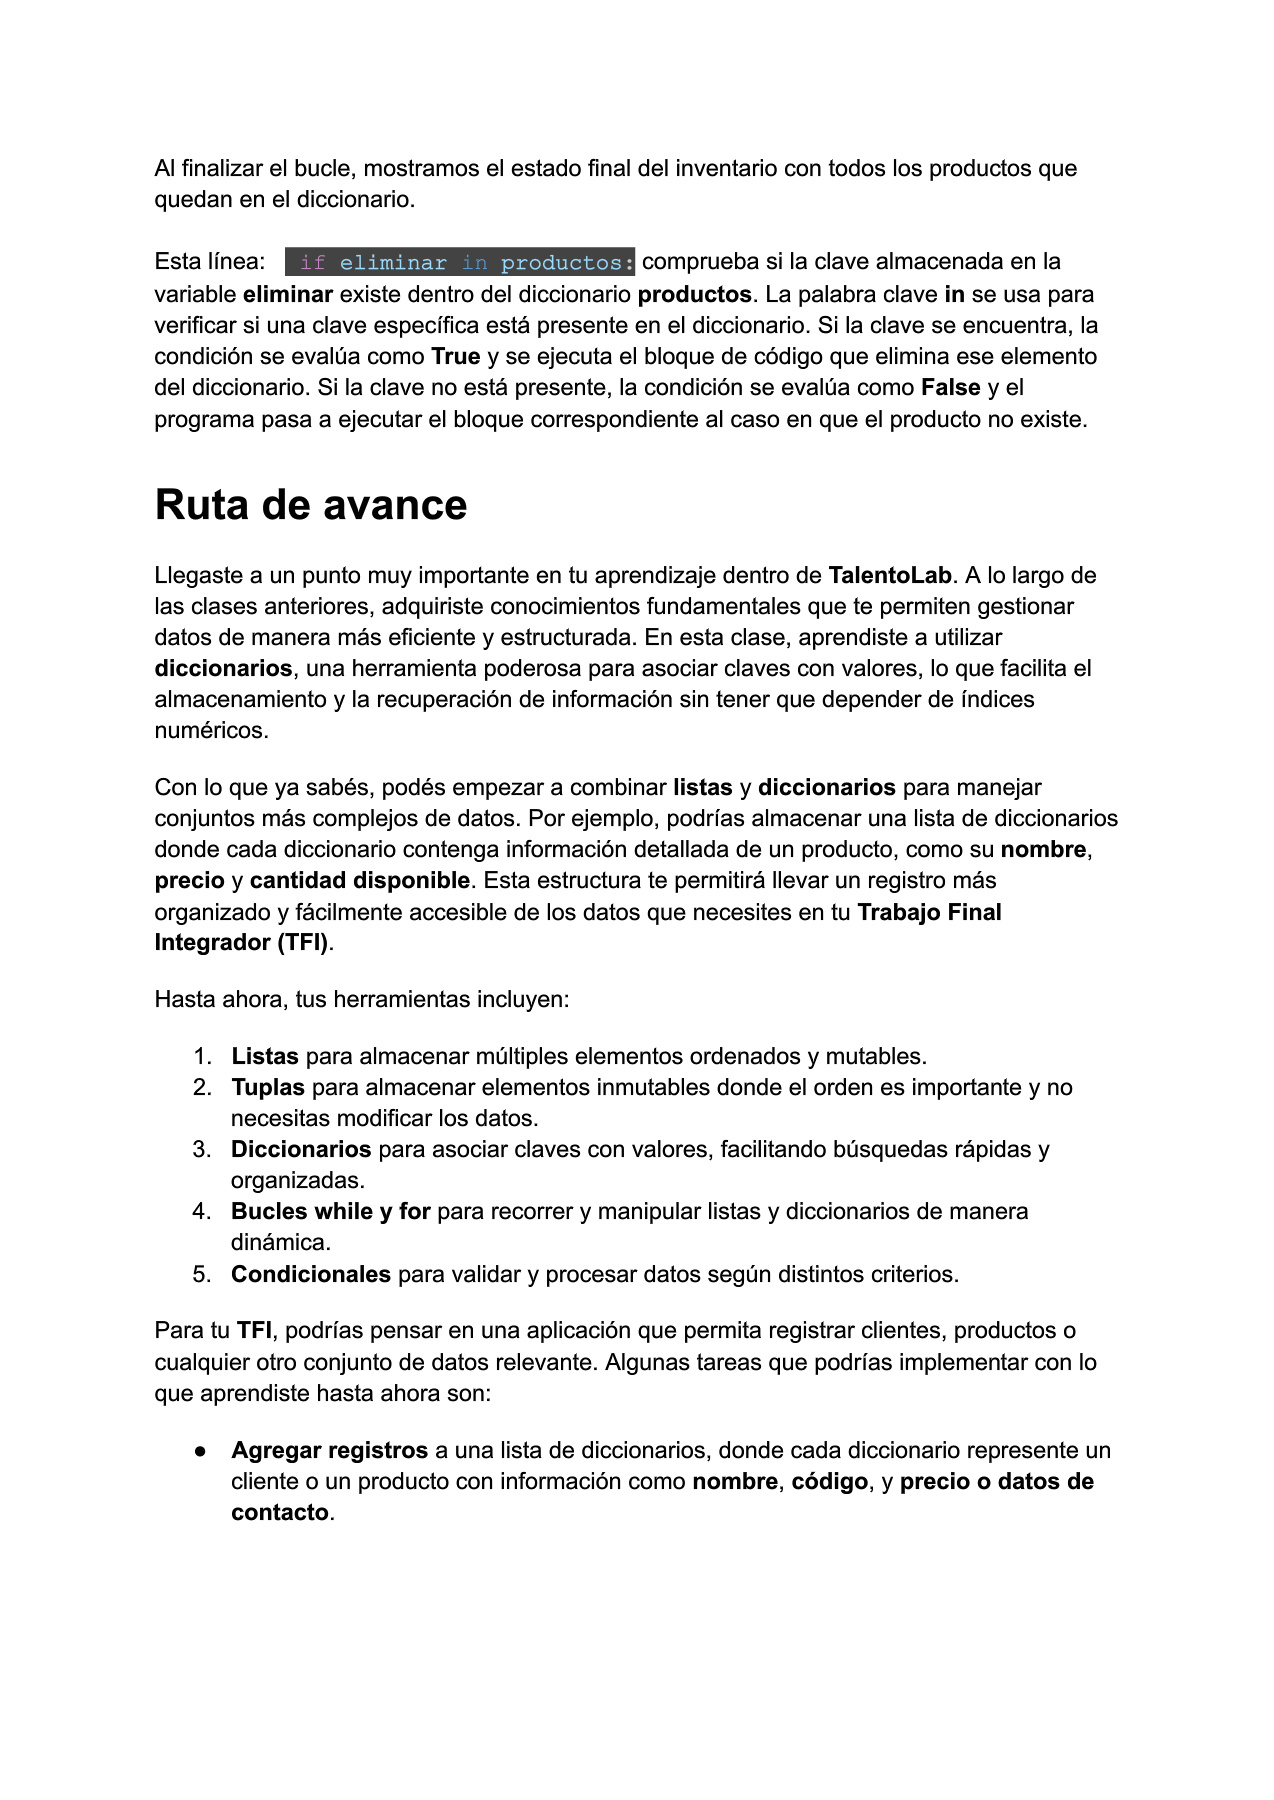 Al finalizar el bucle, mostramos el estado final del inventario con todos los productos que
quedan en el diccionario.
Esta línea: if eliminar in productos: comprueba si la clave almacenada en la
variable eliminar existe dentro del diccionario productos. La palabra clave in se usa para
verificar si una clave específica está presente en el diccionario. Si la clave se encuentra, la
condición se evalúa como True y se ejecuta el bloque de código que elimina ese elemento
del diccionario. Si la clave no está presente, la condición se evalúa como False y el
programa pasa a ejecutar el bloque correspondiente al caso en que el producto no existe.
Ruta de avance
Llegaste a un punto muy importante en tu aprendizaje dentro de TalentoLab. A lo largo de
las clases anteriores, adquiriste conocimientos fundamentales que te permiten gestionar
datos de manera más eficiente y estructurada. En esta clase, aprendiste a utilizar
diccionarios, una herramienta poderosa para asociar claves con valores, lo que facilita el
almacenamiento y la recuperación de información sin tener que depender de índices
numéricos.
Con lo que ya sabés, podés empezar a combinar listas y diccionarios para manejar
conjuntos más complejos de datos. Por ejemplo, podrías almacenar una lista de diccionarios
donde cada diccionario contenga información detallada de un producto, como su nombre,
precio y cantidad disponible. Esta estructura te permitirá llevar un registro más
organizado y fácilmente accesible de los datos que necesites en tu Trabajo Final
Integrador (TFI).
Hasta ahora, tus herramientas incluyen:
1. Listas para almacenar múltiples elementos ordenados y mutables.
2. Tuplas para almacenar elementos inmutables donde el orden es importante y no
necesitas modificar los datos.
3. Diccionarios para asociar claves con valores, facilitando búsquedas rápidas y
organizadas.
4. Bucles while y for para recorrer y manipular listas y diccionarios de manera
dinámica.
5. Condicionales para validar y procesar datos según distintos criterios.
Para tu TFI, podrías pensar en una aplicación que permita registrar clientes, productos o
cualquier otro conjunto de datos relevante. Algunas tareas que podrías implementar con lo
que aprendiste hasta ahora son:
● Agregar registros a una lista de diccionarios, donde cada diccionario represente un
cliente o un producto con información como nombre, código, y precio o datos de
contacto.